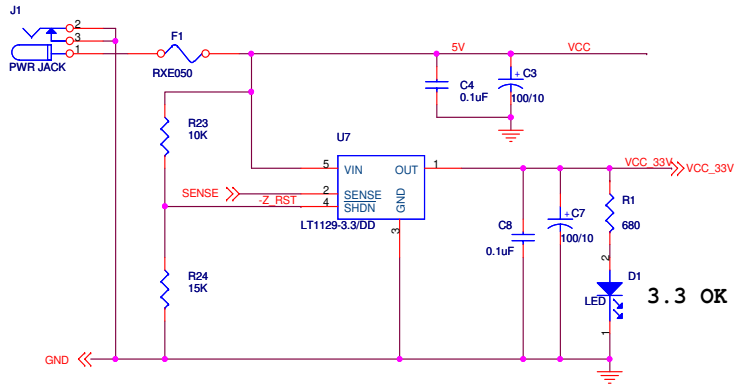 J1
2
3
1
PWR JACK
F1
RXE050
5V
VCC
C4
0.1uF
+ C3
100/10
R23
10K
U7
5
VIN
OUT
1
VCC_33V
VCC_33V
SENSE
2
SENSE
-Z_RST
4
SHDN
GND
3
LT1129-3.3/DD
C8
0.1uF
+ C7
100/10
R1
680
R24
15K
2
D1
LED
1
3.3 OK
GND